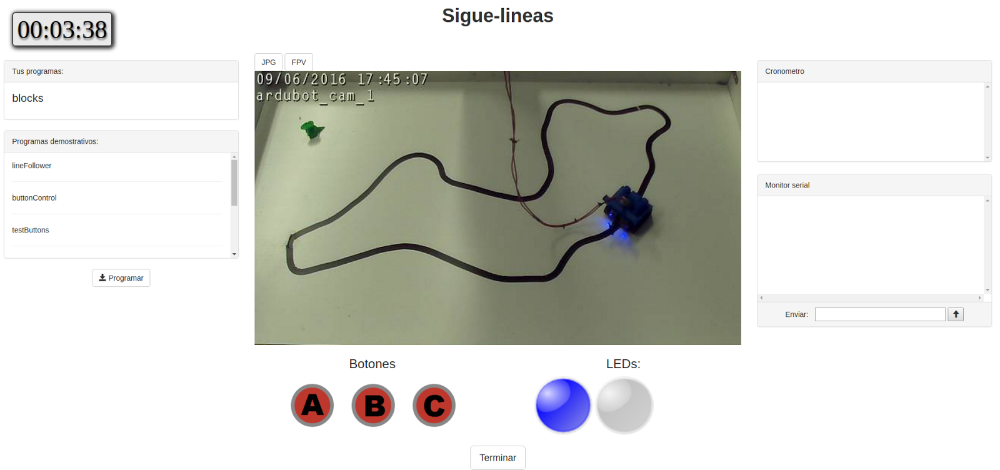 Sigue-lineas
00:03:38
Tus programas:
blocks
Programas demostrativos:
lineFollower
buttonControl
testButtons
Programar
JPG FPV
09/06/2016 17:45:07
ardubot_cam_1
Botones
A B C
LEDs:
Terminar
Cronometro
Monitor serial
Enviar: